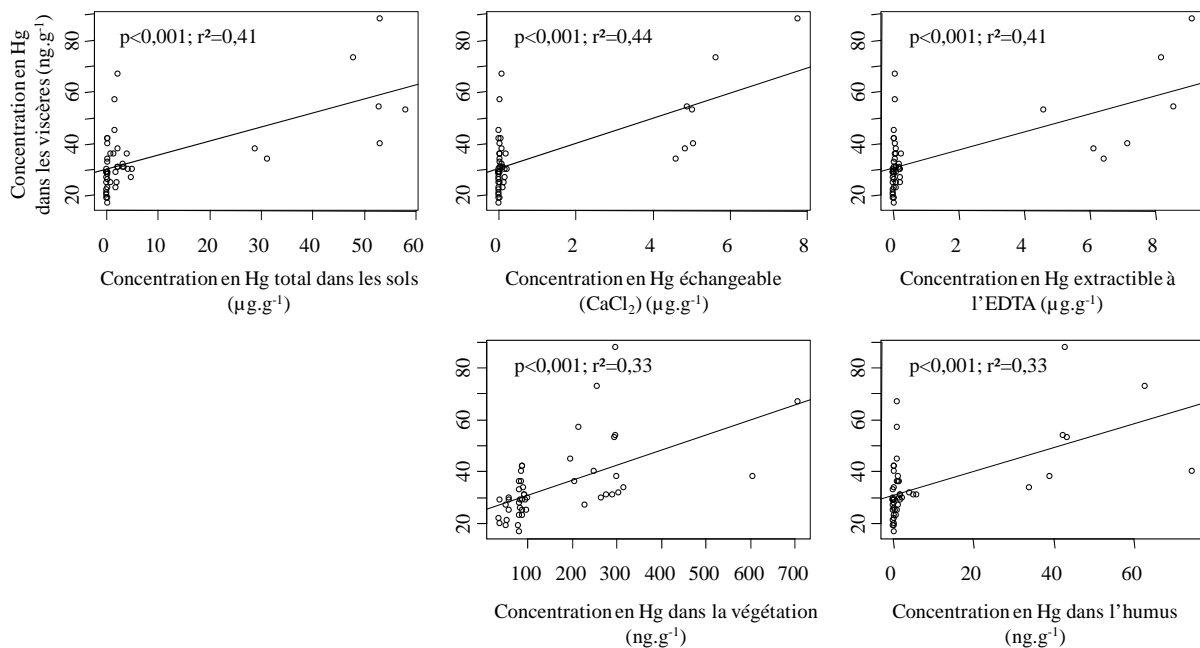 Concentration en Hg
dans les viscères (ng.g⁻¹)
80
60
40
20
p<0,001; r²=0,41
0 10 20 30 40 50 60
Concentration en Hg total dans les sols
(µg.g⁻¹)
80
60
40
20
p<0,001; r²=0,44
0 2 4 6 8
Concentration en Hg échangeable
(CaCl₂) (µg.g⁻¹)
80
60
40
20
p<0,001; r²=0,41
0 2 4 6 8
Concentration en Hg extractible à
l’EDTA (µg.g⁻¹)
80
60
40
20
p<0,001; r²=0,33
100 200 300 400 500 600 700
Concentration en Hg dans la végétation
(ng.g⁻¹)
80
60
40
20
p<0,001; r²=0,33
0 20 40 60
Concentration en Hg dans l’humus
(ng.g⁻¹)